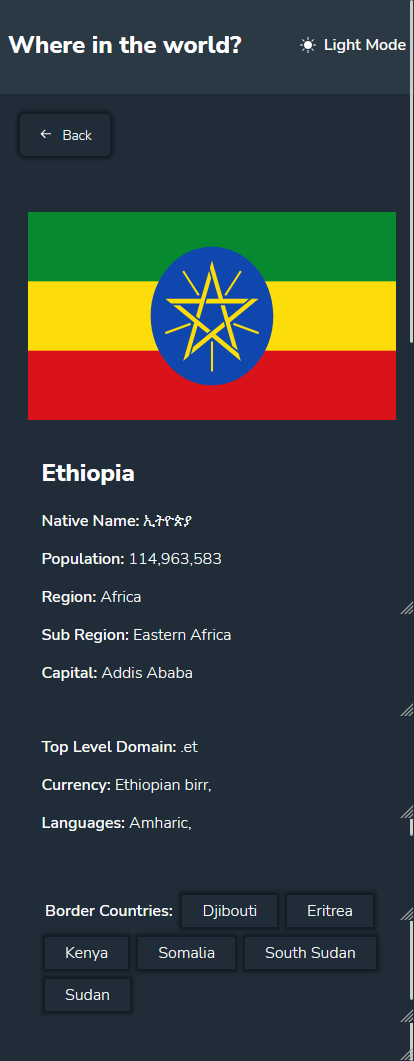 Where in the world? Light Mode
Back
Ethiopia
Native Name: ኢትዮጵያ
Population: 114,963,583
Region: Africa
Sub Region: Eastern Africa
Capital: Addis Ababa
Top Level Domain: .et
Currency: Ethiopian birr,
Languages: Amharic,
Border Countries: Djibouti Eritrea
Kenya Somalia South Sudan
Sudan